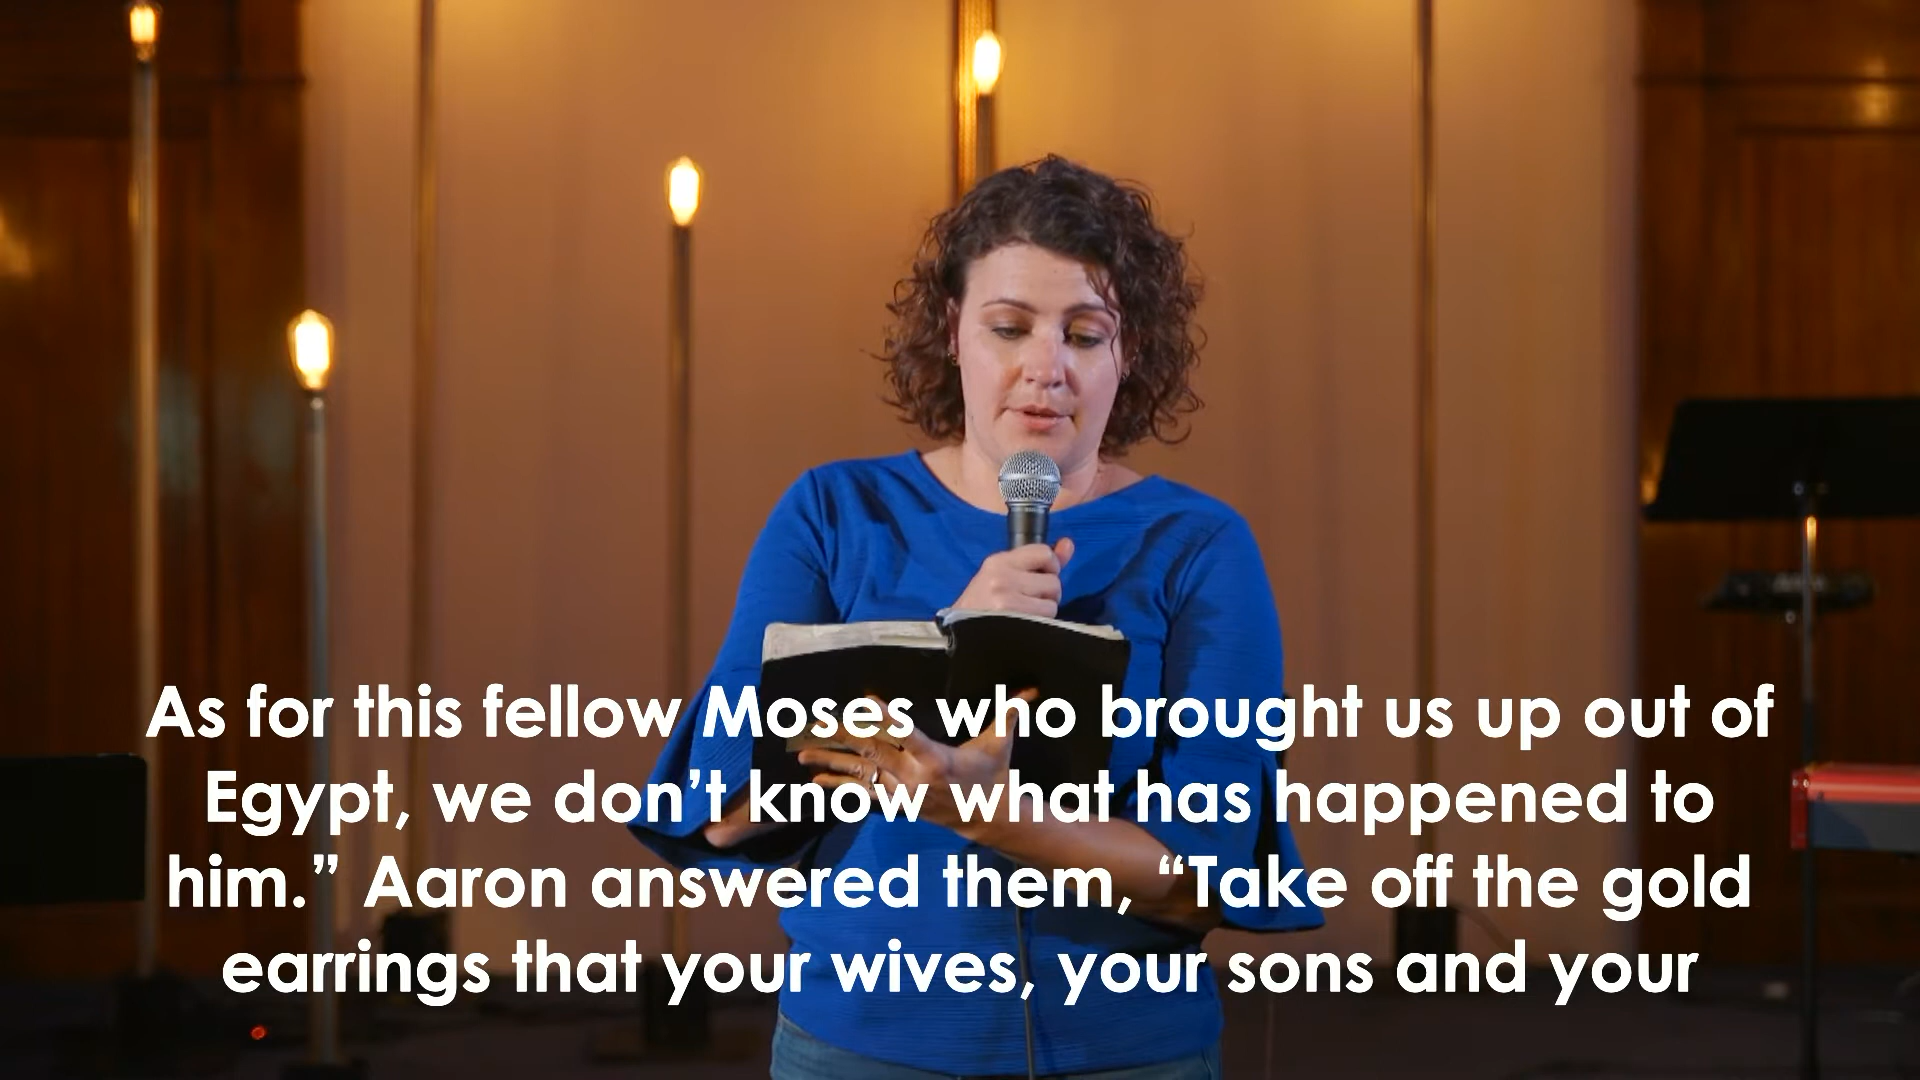 As for this fellow Moses who brought us up out of
Egypt, we don’t know what has happened to
him.” Aaron answered them, “Take off the gold
earrings that your wives, your sons and your